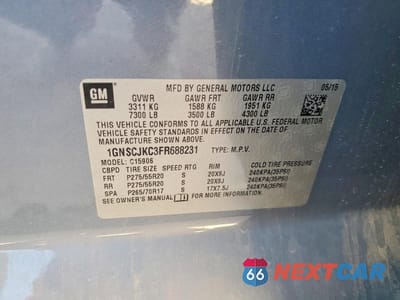 GM
MFD BY GENERAL MOTORS LLC
05/15
GVWR GAWR FRT GAWR RR
3311 KG 1588 KG 1951 KG
7300 LB 3500 LB 4300 LB
THIS VEHICLE CONFORMS TO ALL APPLICABLE U.S. FEDERAL MOTOR
VEHICLE SAFETY AND THEFT PREVENTION STANDARDS IN EFFECT ON THE DATE OF
MANUFACTURE SHOWN ABOVE.
1GNSCJKC3FR688231 TYPE: M.P.V.
MODEL: C15906
CBPD TIRE SIZE SPEED RTG RIM COLD TIRE PRESSURE
FRT P275/55R20 S 20X9J 240KPA(35PSI)
RR P275/55R20 S 20X9J 240KPA(35PSI)
SPA P265/70R17 S 17X7.5J 240KPA(35PSI)
SEE OWNER'S MANUAL FOR MORE INFORMATION.
66 NEXTCAR